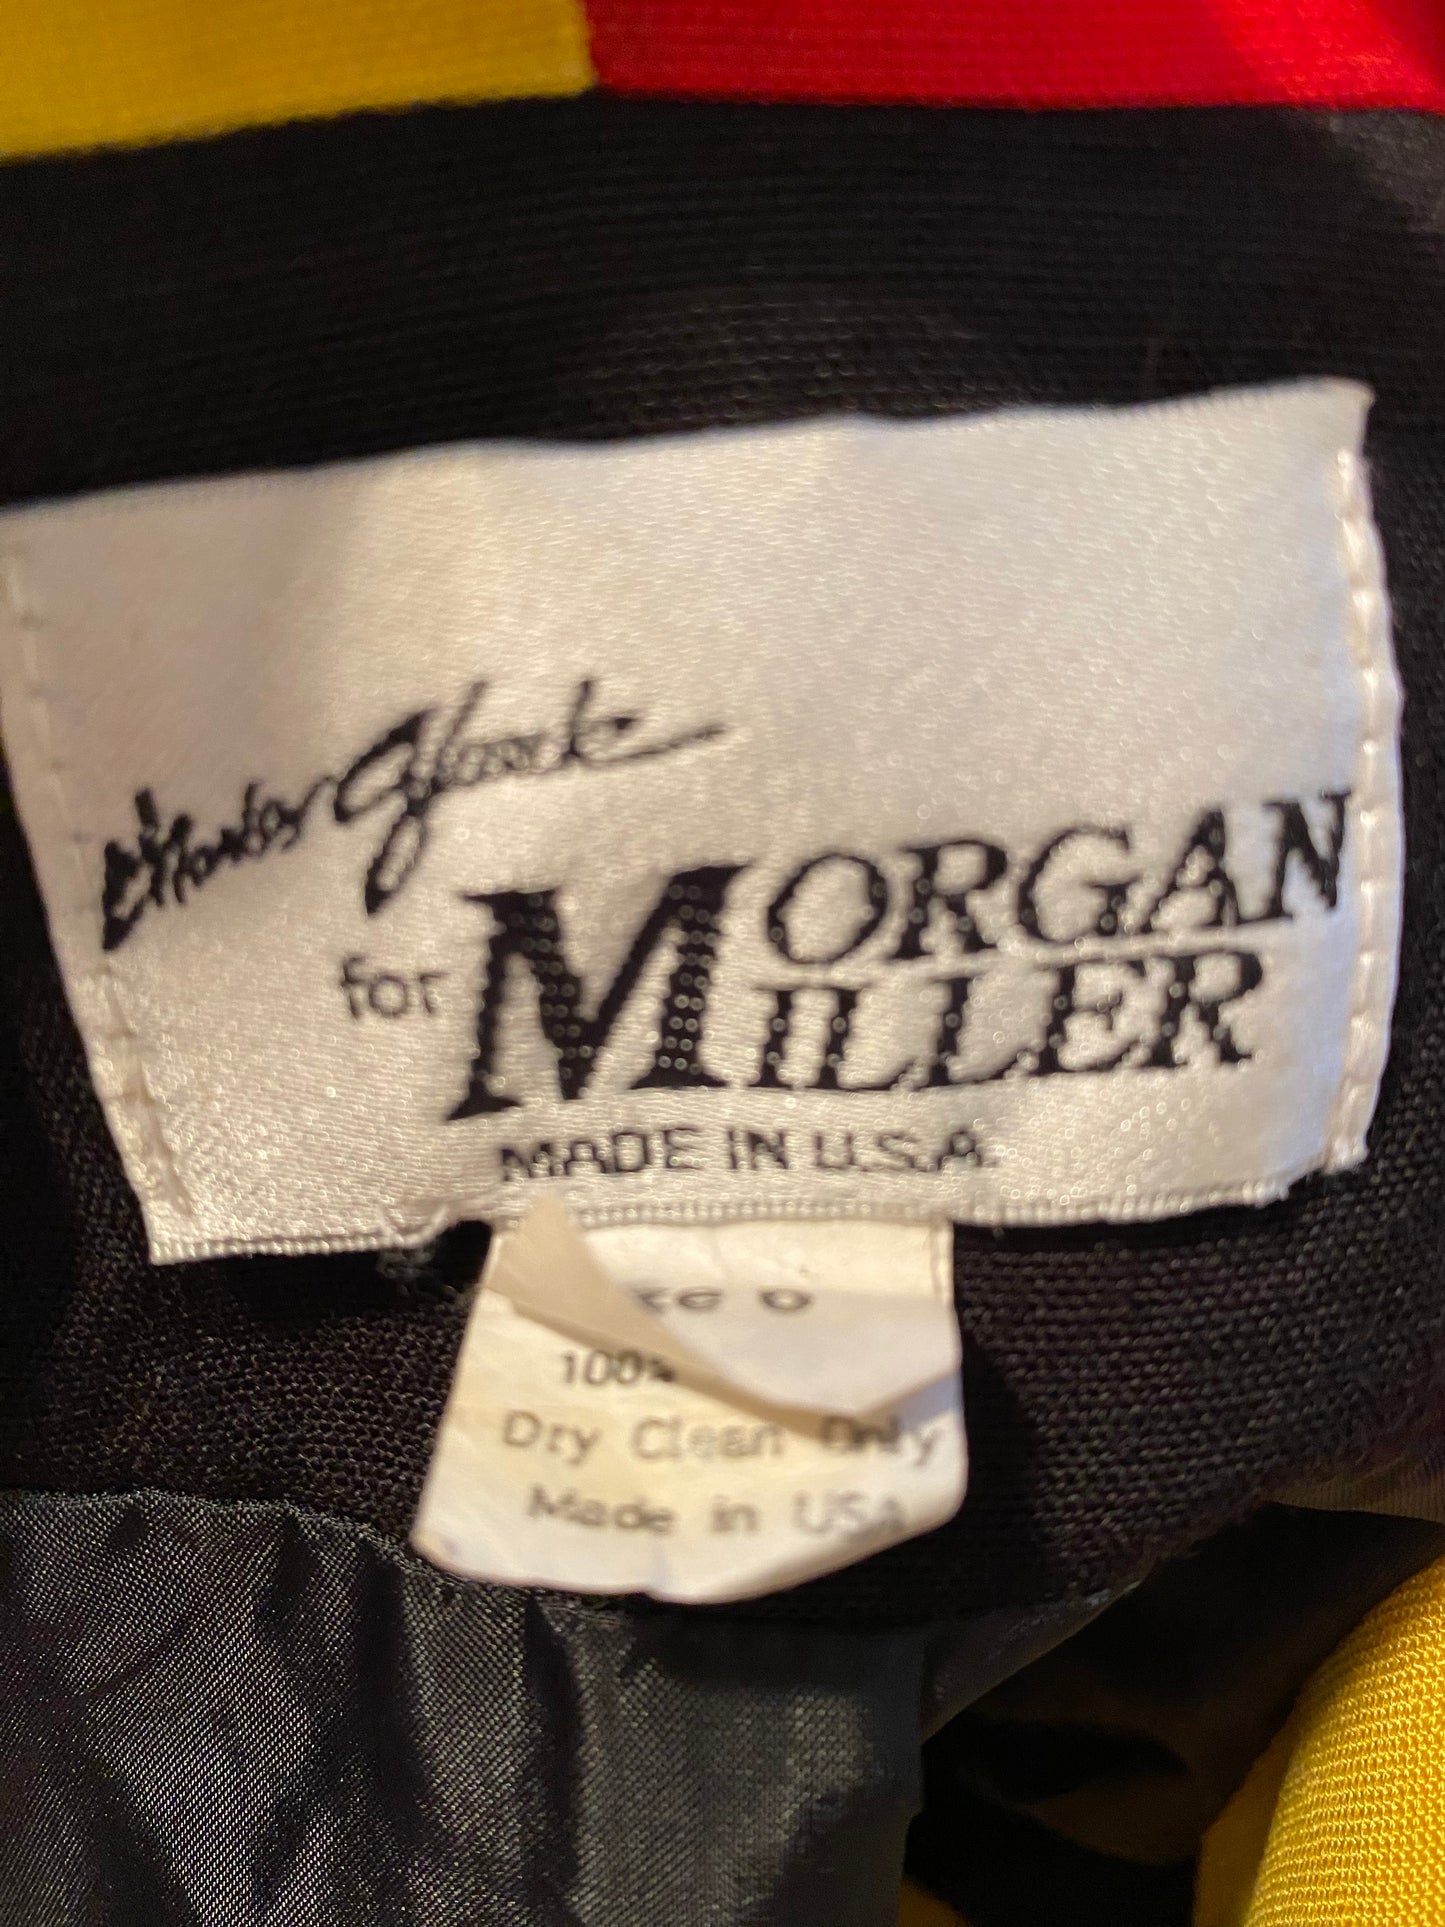 for MORGAN
MILLER
MADE IN U.S.A.
100%
Dry Clean Only
Made in USA